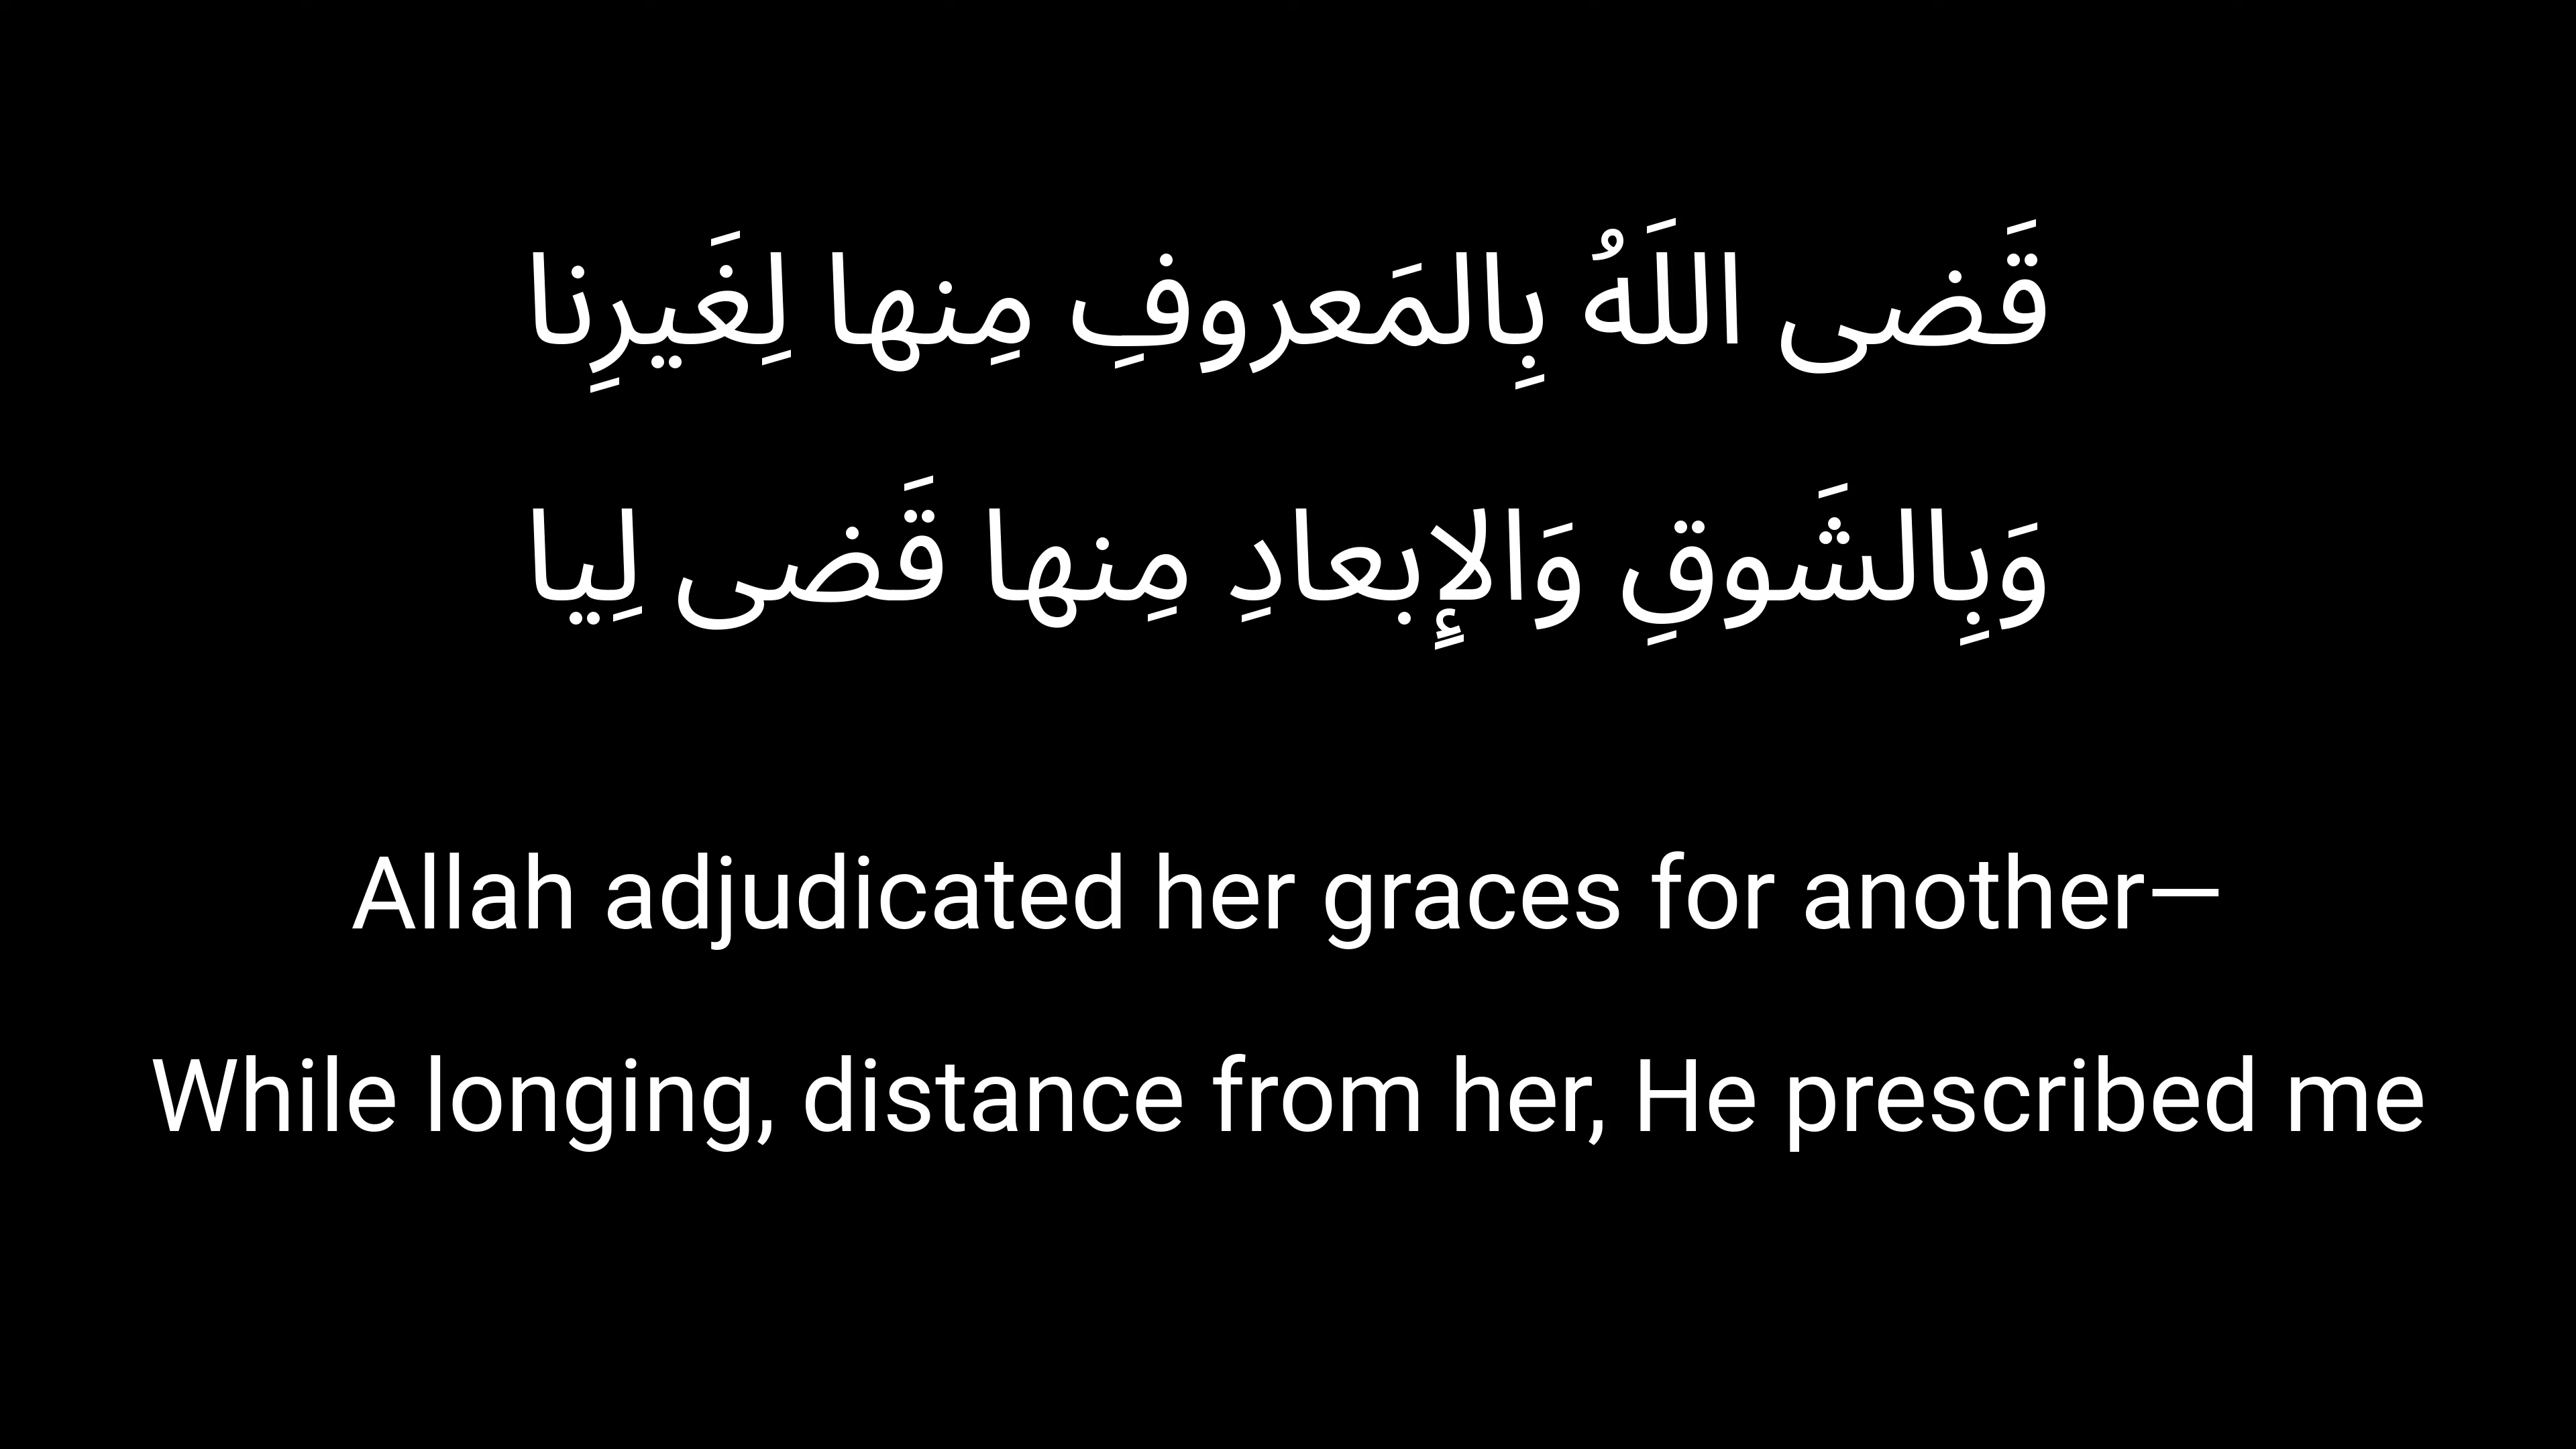 قَضى اللَهُ بِالمَعروفِ مِنها لِغَيرِنا
وَبِالشَوقِ وَالإِبعادِ مِنها قَضى لِيا
Allah adjudicated her graces for another—
While longing, distance from her, He prescribed me